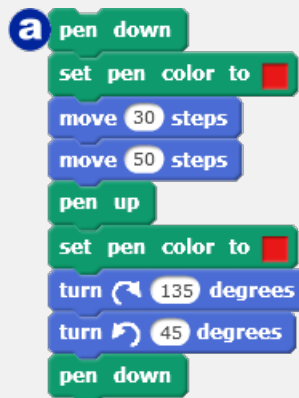 a pen down
set pen color to
move 30 steps
move 50 steps
pen up
set pen color to
turn 135 degrees
turn 45 degrees
pen down